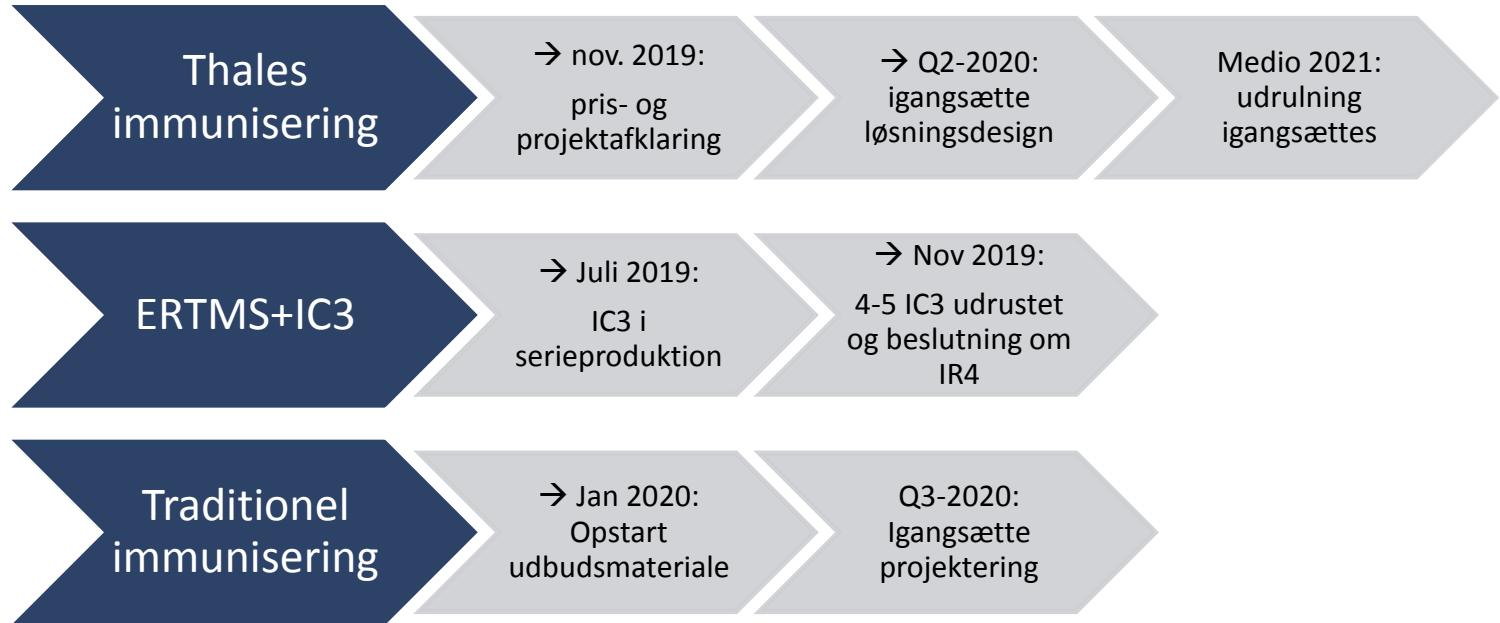 Thales
immunisering
→ nov. 2019:
pris- og
projektafklaring
→ Q2-2020:
igangsætte
løsningsdesign
Medio 2021:
udrulning
igangsættes
ERTMS+IC3
→ Juli 2019:
IC3 i
serieproduktion
→ Nov 2019:
4-5 IC3 udrustet
og beslutning om
IR4
Traditionel
immunisering
→ Jan 2020:
Opstart
udbudsmateriale
Q3-2020:
Igangsætte
projektering